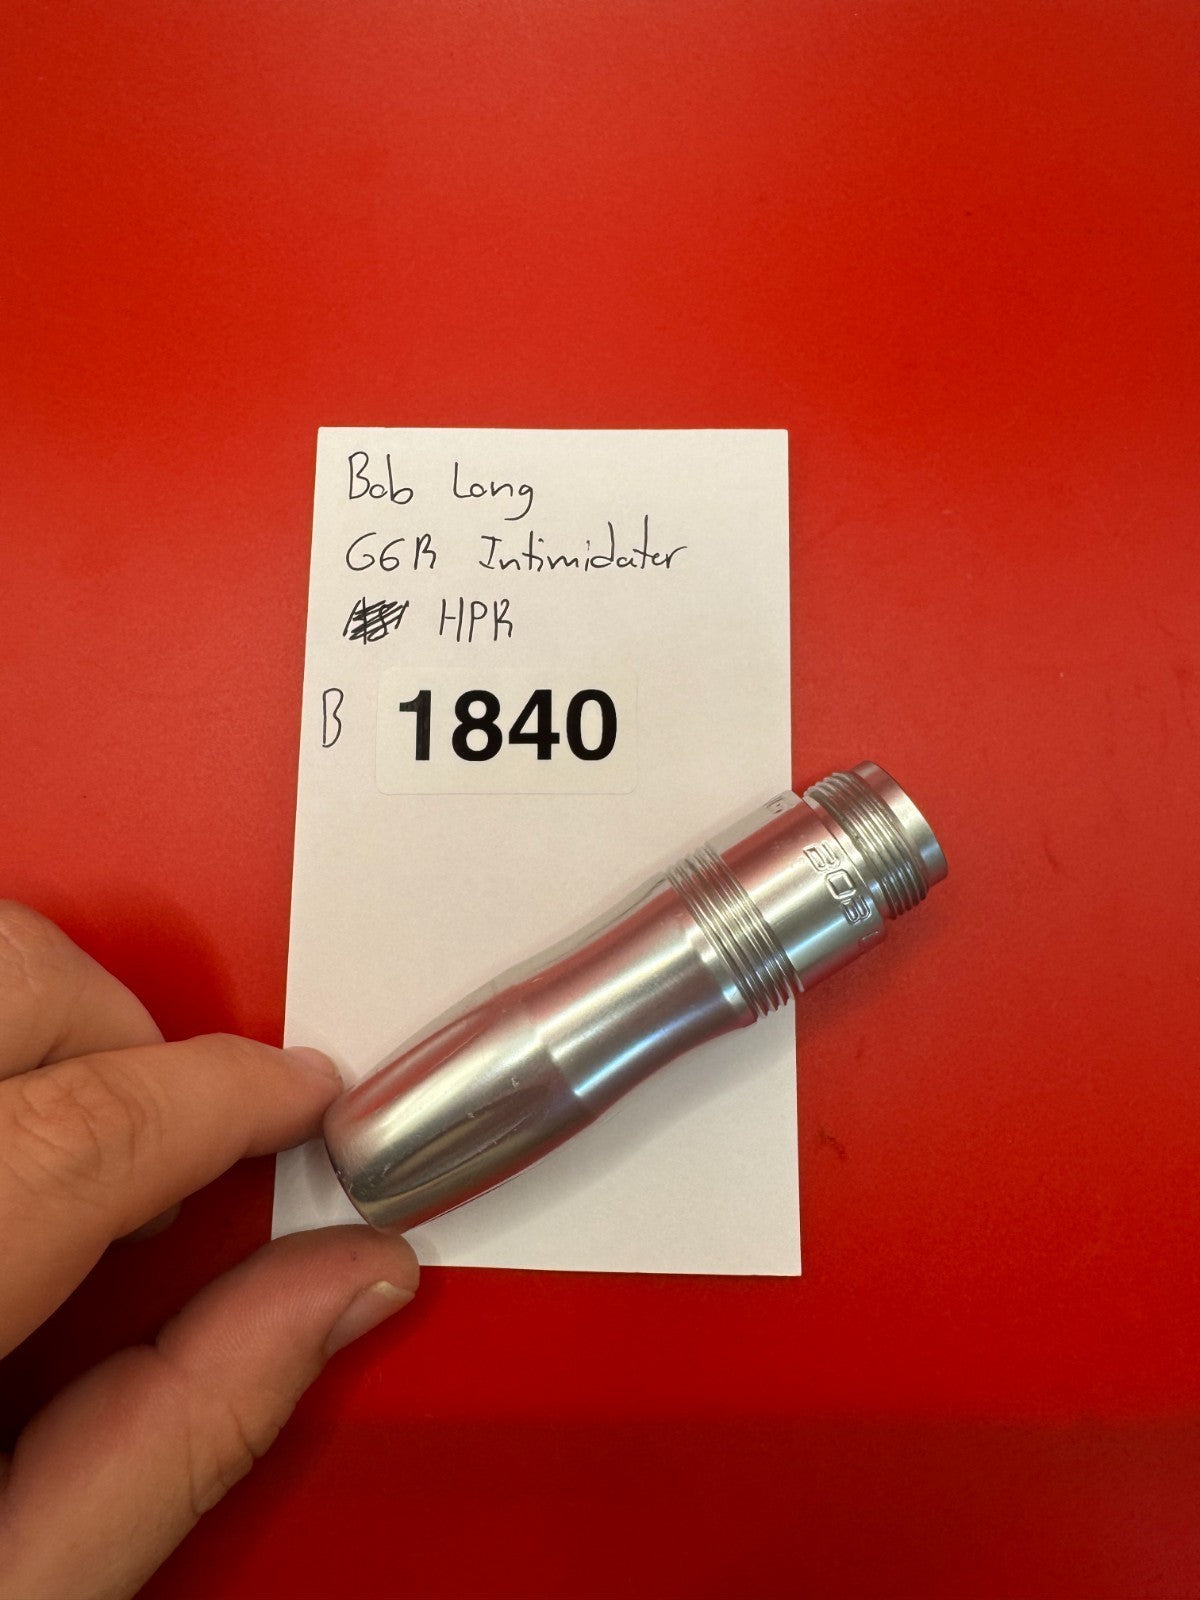 Bob Long
G6R Intimidater
HPR
B 1840
BOB